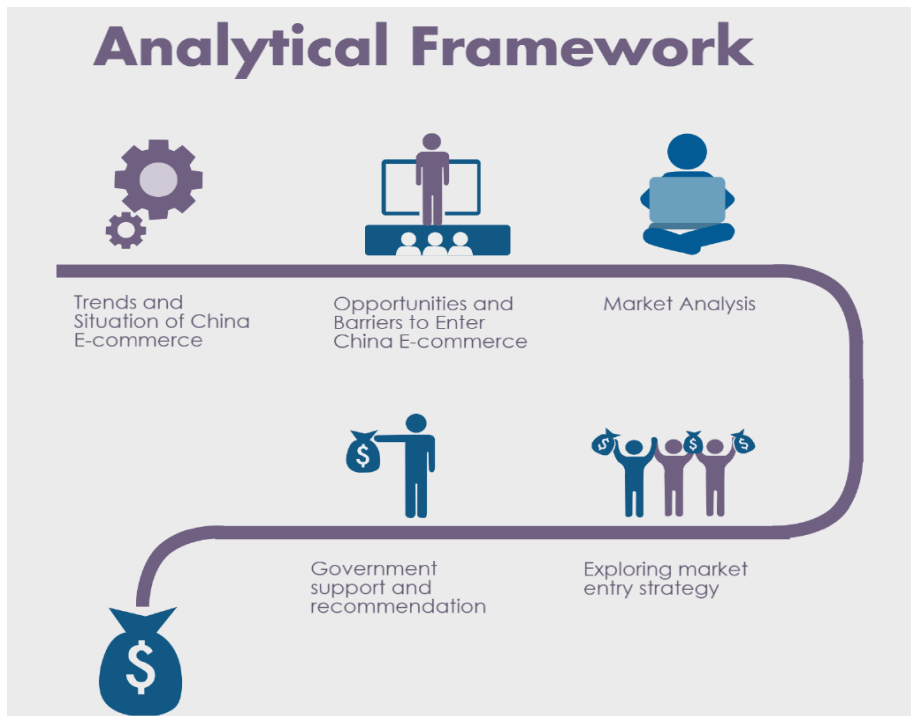 Analytical Framework
Trends and
Situation of China
E-commerce
Opportunities and
Barriers to Enter
China E-commerce
Market Analysis
$
$ $ $
Government
support and
recommendation
Exploring market
entry strategy
$